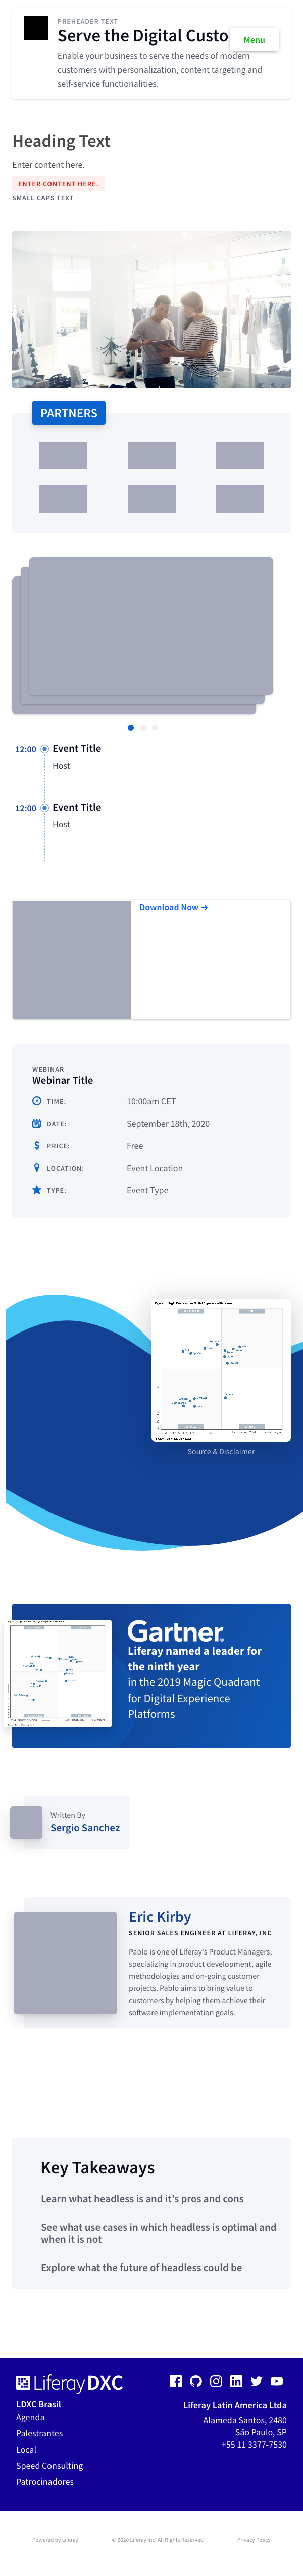 PREHEADER TEXT
Serve the Digital Custo
Menu
Enable your business to serve the needs of modern
customers with personalization, content targeting and
self-service functionalities.
Heading Text
Enter content here.
ENTER CONTENT HERE.
SMALL CAPS TEXT
PARTNERS
12:00 Event Title
Host
12:00 Event Title
Host
Download Now →
WEBINAR
Webinar Title
TIME: 10:00am CET
DATE: September 18th, 2020
PRICE: Free
LOCATION: Event Location
TYPE: Event Type
Source & Disclaimer
Gartner
Liferay named a leader for
the ninth year
in the 2019 Magic Quadrant
for Digital Experience
Platforms
Written By
Sergio Sanchez
Eric Kirby
SENIOR SALES ENGINEER AT LIFERAY, INC
Pablo is one of Liferay's Product Managers,
specializing in product development, agile
methodologies and on-going customer
projects. Pablo aims to bring value to
customers by helping them achieve their
software implementation goals.
Key Takeaways
Learn what headless is and it's pros and cons
See what use cases in which headless is optimal and
when it is not
Explore what the future of headless could be
Liferay DXC
LDXC Brasil
Agenda
Palestrantes
Local
Speed Consulting
Patrocinadores
Liferay Latin America Ltda
Alameda Santos, 2480
São Paulo, SP
+55 11 3377-7530
Powered by Liferay
© 2020 Liferay Inc. All Rights Reserved
Privacy Policy